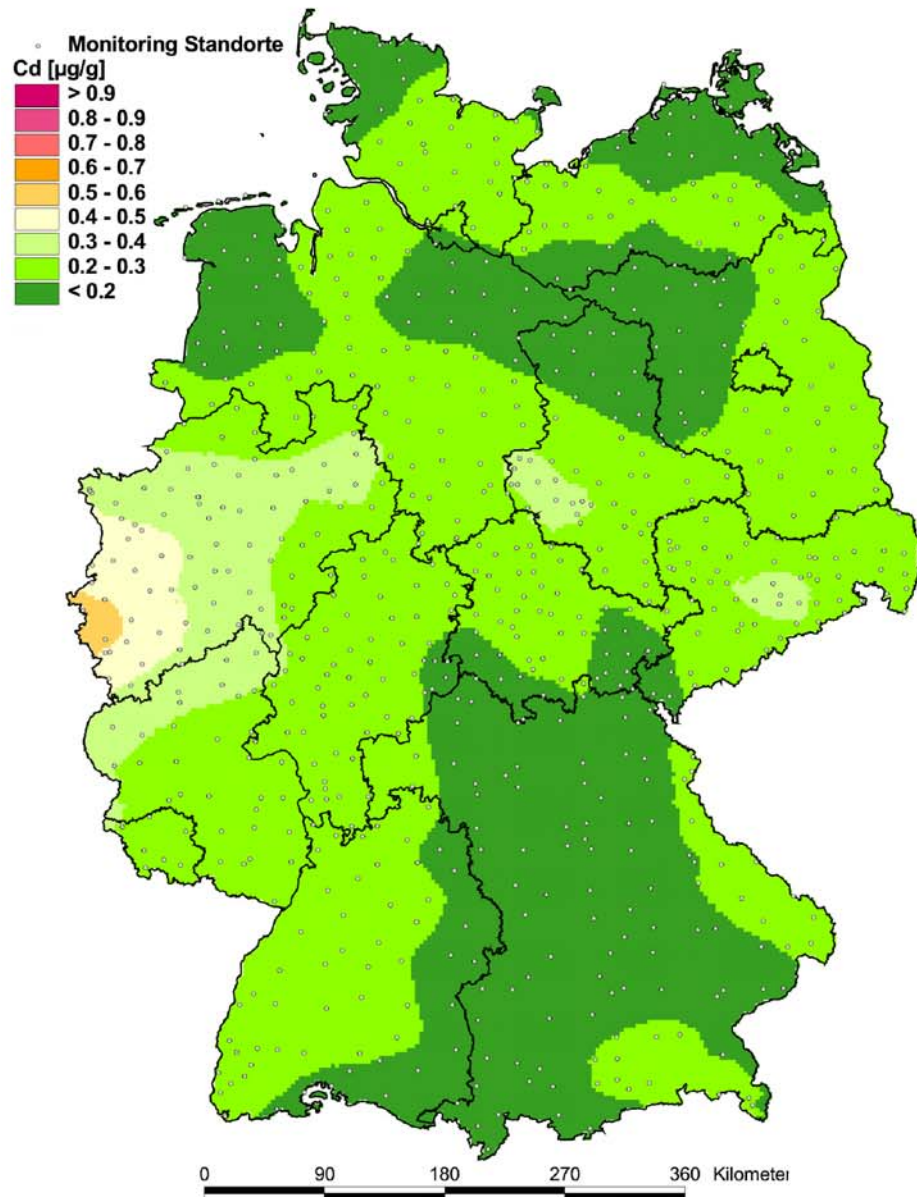 Monitoring Standorte
Cd [µg/g]
> 0.9
0.8 - 0.9
0.7 - 0.8
0.6 - 0.7
0.5 - 0.6
0.4 - 0.5
0.3 - 0.4
0.2 - 0.3
< 0.2
0 90 180 270 360 Kilometer